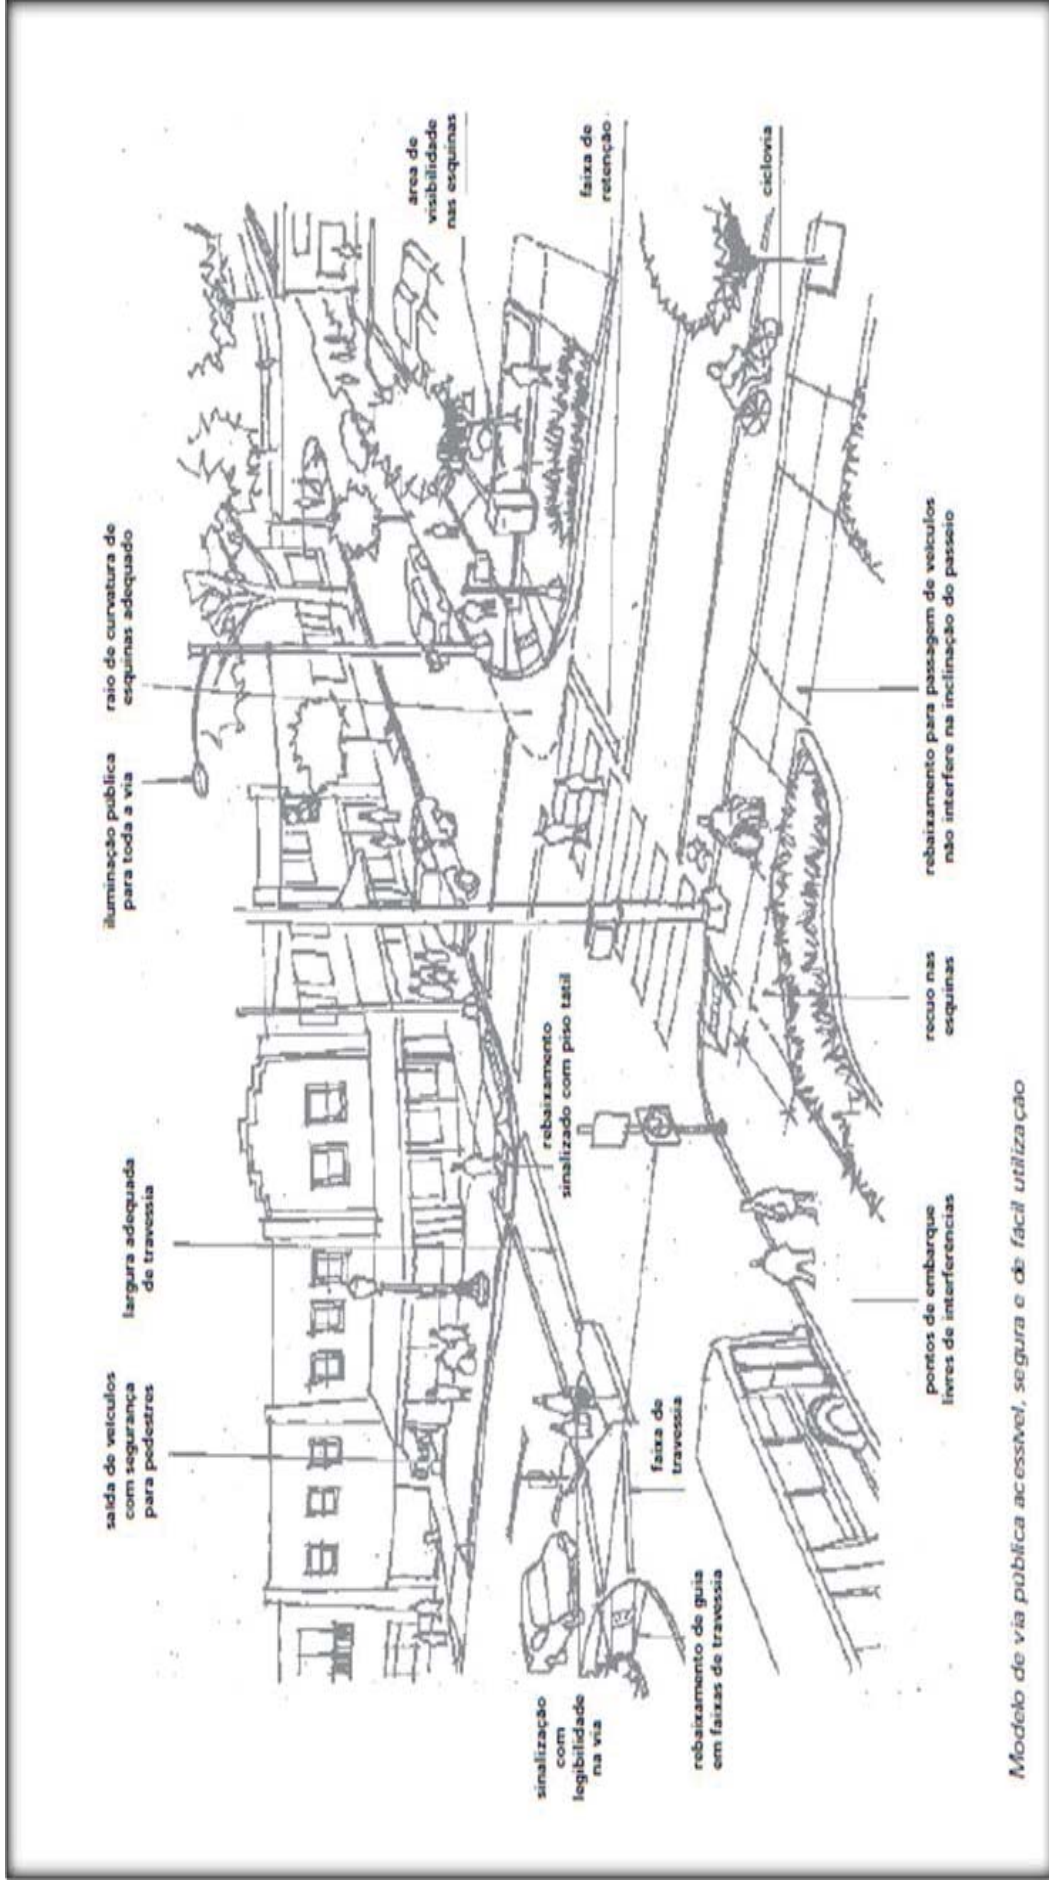 saída de veículos
com segurança
para pedestres
largura adequada
de travessia
iluminação pública
para toda a via
raio de curvatura de
esquinas adequado
área de
visibilidade
nas esquinas
faixa de
retenção
ciclovia
rebaixamento
sinalizado com piso tátil
sinalização
com
legibilidade
na via
faixa de
travessia
rebaixamento de guia
em faixas de travessia
pontos de embarque
livres de interferências
recuo nas
esquinas
rebaixamento para passagem de veículos
não interfere na inclinação do passeio
Modelo de via pública acessível, segura e de fácil utilização